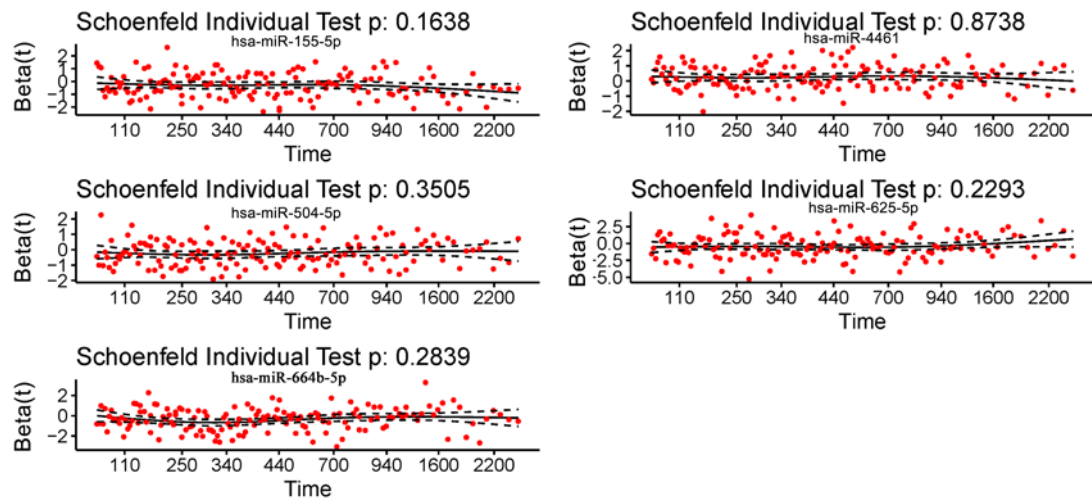 Schoenfeld Individual Test p: 0.1638
hsa-miR-155-5p
Beta(t)
2
1
0
−1
−2
110 250 340 440 700 940 1600 2200
Time
Schoenfeld Individual Test p: 0.8738
hsa-miR-4461
Beta(t)
2
1
0
−1
−2
110 250 340 440 700 940 1600 2200
Time
Schoenfeld Individual Test p: 0.3505
hsa-miR-504-5p
Beta(t)
2
1
0
−1
−2
110 250 340 440 700 940 1600 2200
Time
Schoenfeld Individual Test p: 0.2293
hsa-miR-625-5p
Beta(t)
2.5
0.0
−2.5
−5.0
110 250 340 440 700 940 1600 2200
Time
Schoenfeld Individual Test p: 0.2839
hsa-miR-664b-5p
Beta(t)
2
0
−2
110 250 340 440 700 940 1600 2200
Time